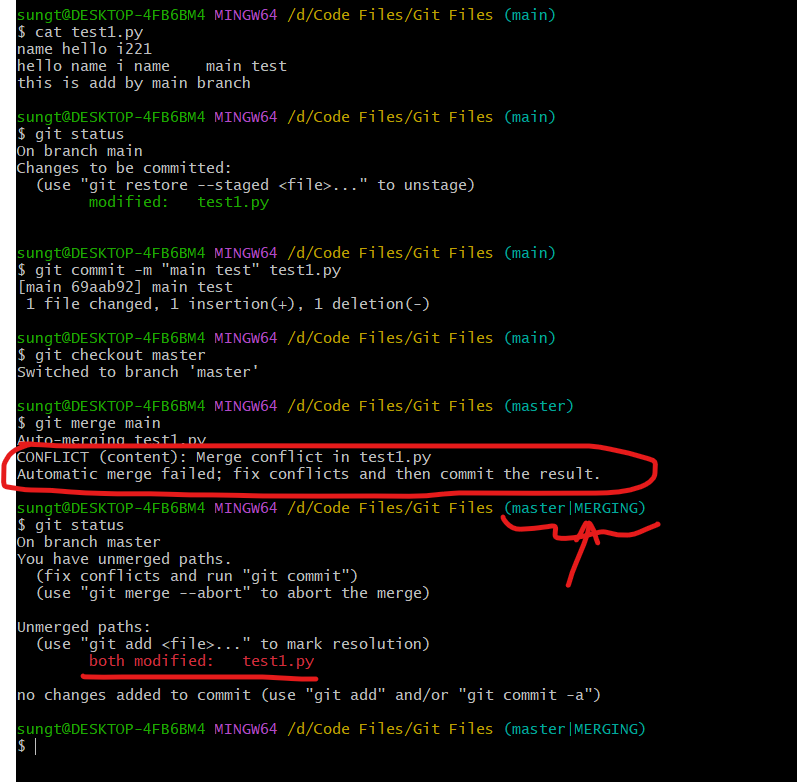 sungt@DESKTOP-4FB6BM4 MINGW64 /d/Code Files/Git Files (main)
$ cat test1.py
name hello i221
hello name i name    main test
this is add by main branch
sungt@DESKTOP-4FB6BM4 MINGW64 /d/Code Files/Git Files (main)
$ git status
On branch main
Changes to be committed:
  (use "git restore --staged <file>..." to unstage)
        modified:   test1.py
sungt@DESKTOP-4FB6BM4 MINGW64 /d/Code Files/Git Files (main)
$ git commit -m "main test" test1.py
[main 69aab92] main test
 1 file changed, 1 insertion(+), 1 deletion(-)
sungt@DESKTOP-4FB6BM4 MINGW64 /d/Code Files/Git Files (main)
$ git checkout master
Switched to branch 'master'
sungt@DESKTOP-4FB6BM4 MINGW64 /d/Code Files/Git Files (master)
$ git merge main
Auto-merging test1.py
CONFLICT (content): Merge conflict in test1.py
Automatic merge failed; fix conflicts and then commit the result.
sungt@DESKTOP-4FB6BM4 MINGW64 /d/Code Files/Git Files (master|MERGING)
$ git status
On branch master
You have unmerged paths.
  (fix conflicts and run "git commit")
  (use "git merge --abort" to abort the merge)
Unmerged paths:
  (use "git add <file>..." to mark resolution)
        both modified:   test1.py
no changes added to commit (use "git add" and/or "git commit -a")
sungt@DESKTOP-4FB6BM4 MINGW64 /d/Code Files/Git Files (master|MERGING)
$